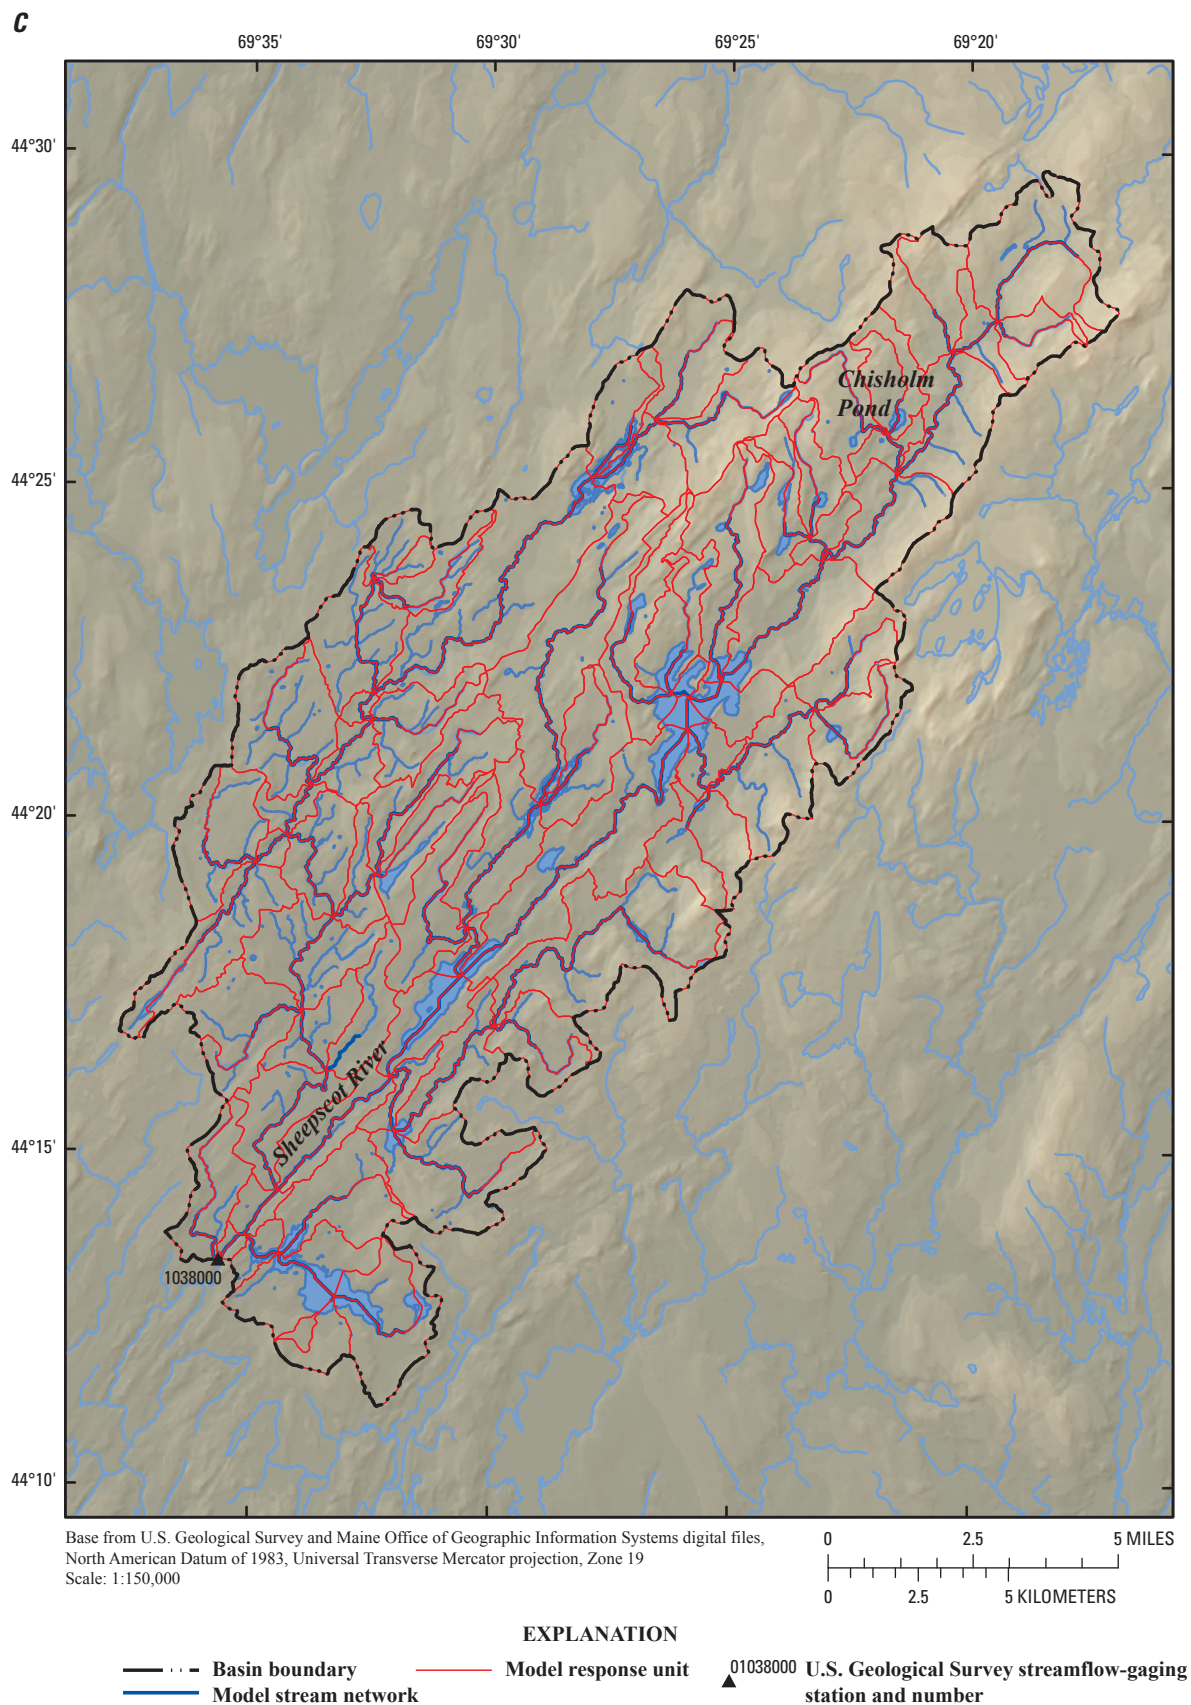 C
69°35' 69°30' 69°25' 69°20'
44°30'
Chisholm
Pond
44°25'
44°20'
Sheepscot River
44°15'
1038000
44°10'
Base from U.S. Geological Survey and Maine Office of Geographic Information Systems digital files,
North American Datum of 1983, Universal Transverse Mercator projection, Zone 19
Scale: 1:150,000
0 2.5 5 MILES
0 2.5 5 KILOMETERS
EXPLANATION
Basin boundary
Model stream network
Model response unit
01038000 U.S. Geological Survey streamflow-gaging
station and number